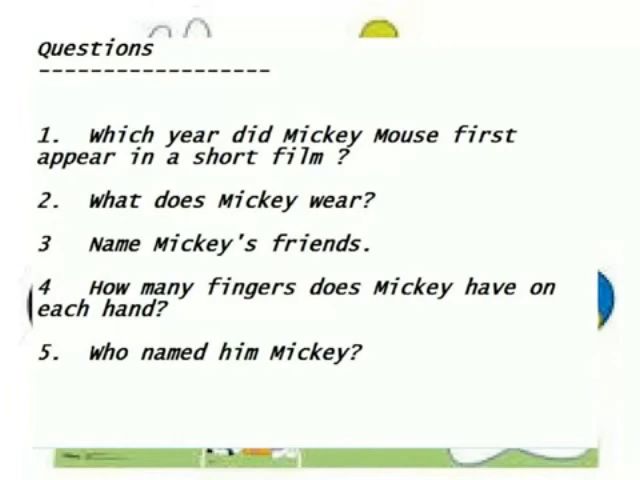 Questions
------------------
1.  Which year did Mickey Mouse first
appear in a short film ?
2.  What does Mickey wear?
3   Name Mickey's friends.
4   How many fingers does Mickey have on
each hand?
5.  Who named him Mickey?